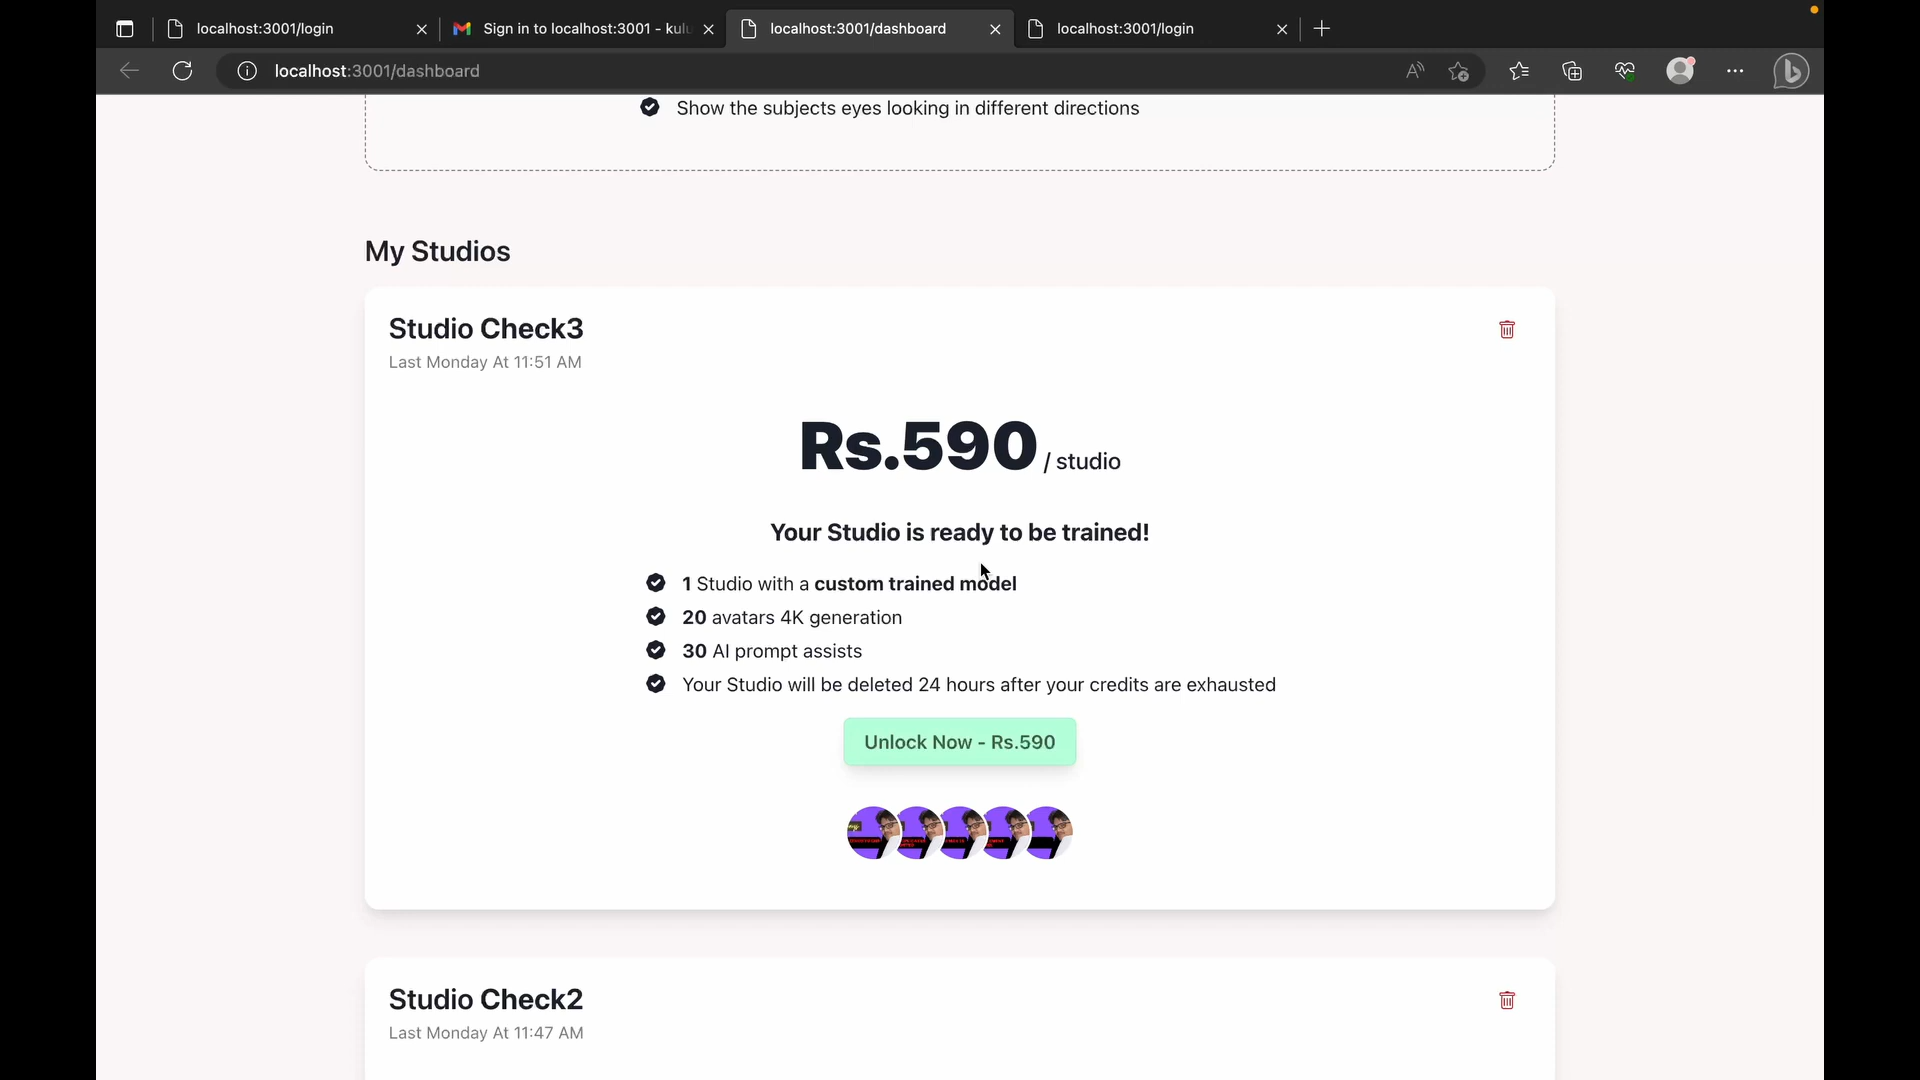 localhost:3001/login
Sign in to localhost:3001 - kulu
localhost:3001/dashboard
localhost:3001/login
localhost:3001/dashboard
Show the subjects eyes looking in different directions
My Studios
Studio Check3
Last Monday At 11:51 AM
Rs.590 / studio
Your Studio is ready to be trained!
1 Studio with a custom trained model
20 avatars 4K generation
30 AI prompt assists
Your Studio will be deleted 24 hours after your credits are exhausted
Unlock Now - Rs.590
Studio Check2
Last Monday At 11:47 AM